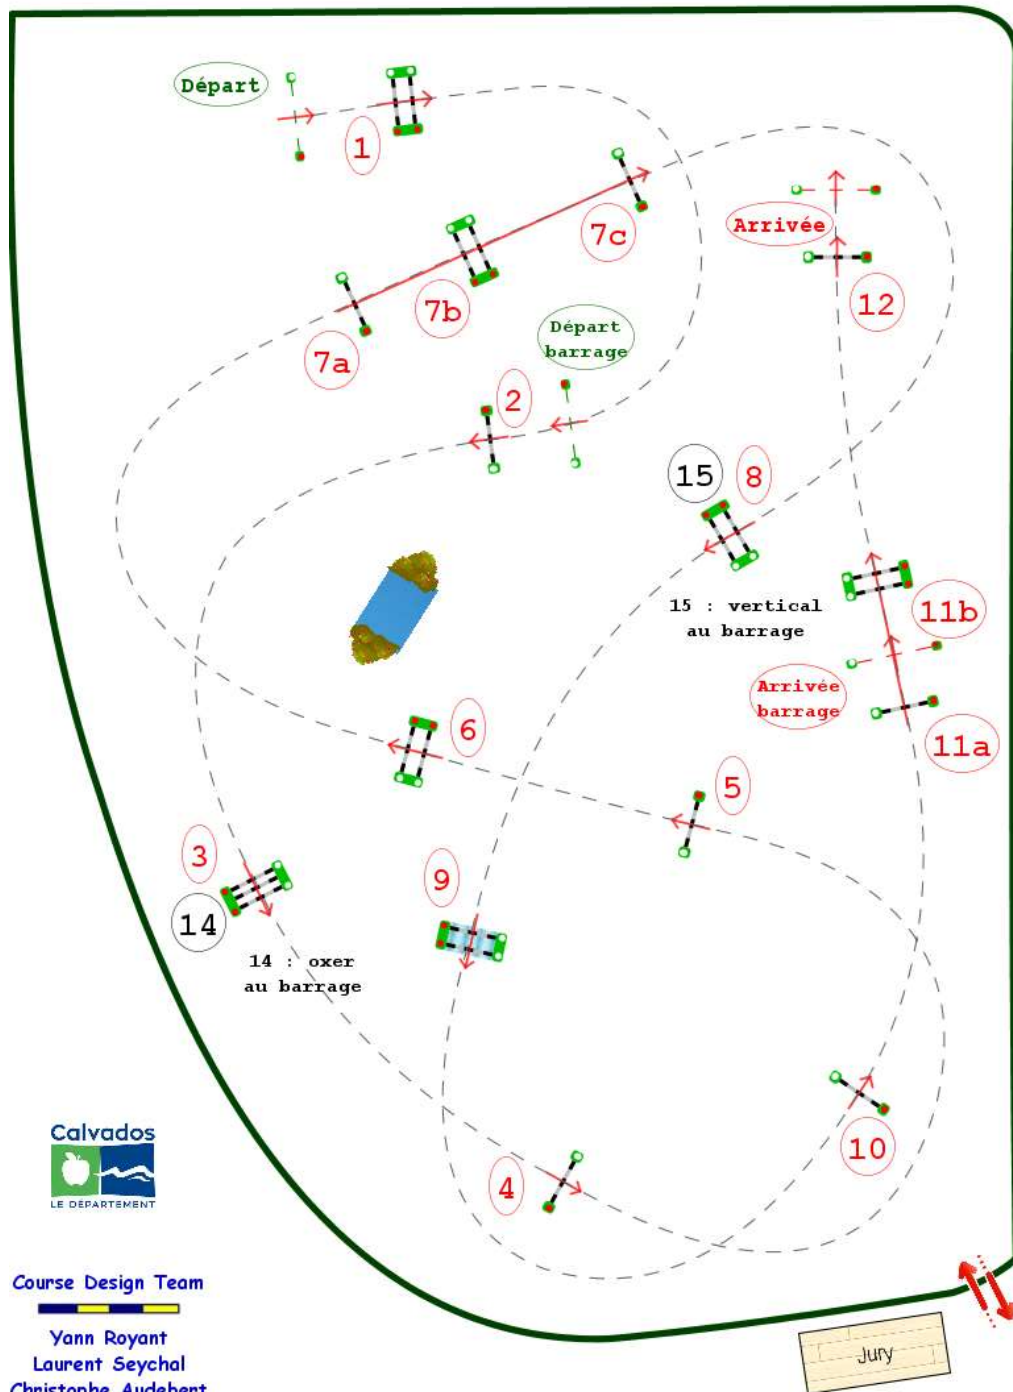 Départ
1
7c
Arrivée
12
7b
7a
Départ
barrage
2
15
8
15 : vertical
au barrage
11b
Arrivée
barrage
11a
6
5
3
14
9
14 : oxer
au barrage
10
4
Calvados
LE DÉPARTEMENT
Course Design Team
Yann Royant
Laurent Seychal
Christophe Audebert
Jury